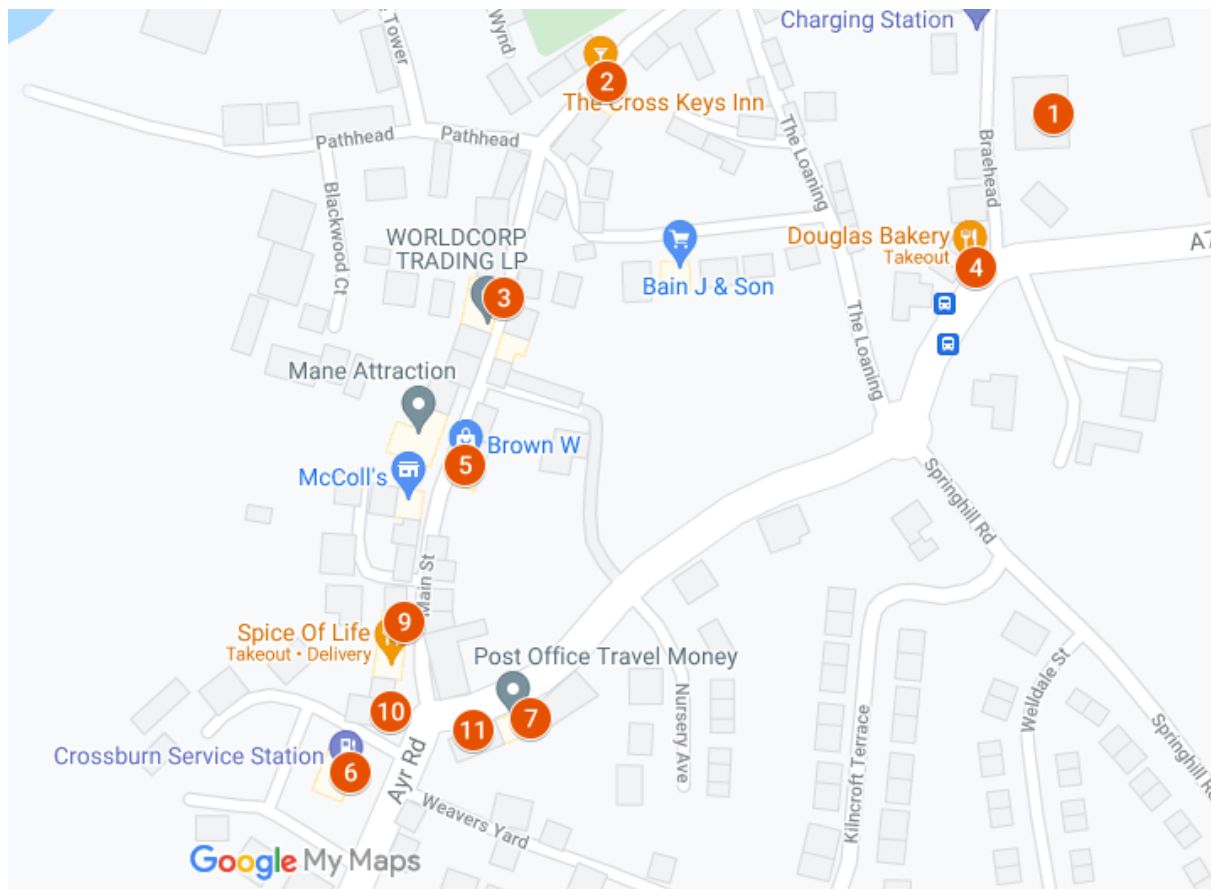 Charging Station
Tower
Wynd
2
The Cross Keys Inn
1
Pathhead
Pathhead
The Loaning
Braehead
Blackwood Ct
WORLDCORP
TRADING LP
3
Bain J & Son
Douglas Bakery
Takeout
4
A7
The Loaning
Mane Attraction
Brown W
5
McColl's
Springhill Rd
Main St
9
Spice Of Life
Takeout • Delivery
Post Office Travel Money
10
11
7
Nursery Ave
Welldale St
Kilncroft Terrace
Springhill Rd
Crossburn Service Station
6
Ayr Rd
Weavers Yard
Google My Maps